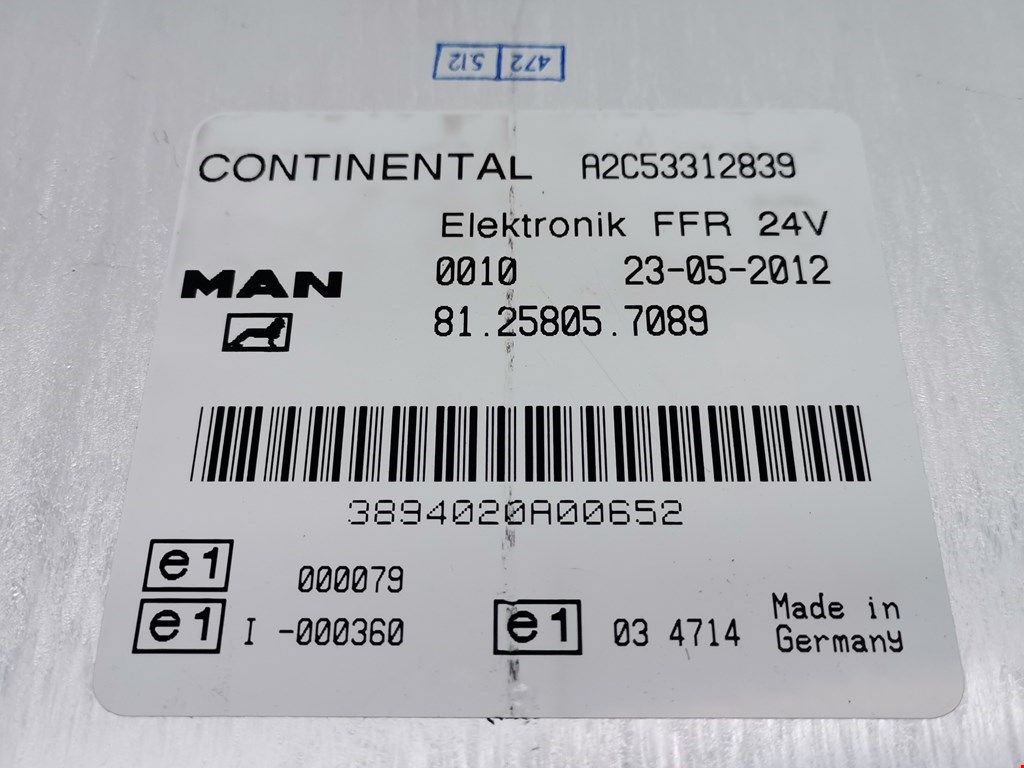 472 512
CONTINENTAL A2C53312839
Elektronik FFR 24V
MAN 0010 23-05-2012
81.25805.7089
3894020A00652
e1 000079
e1 I -000360 e1 03 4714
Made in
Germany